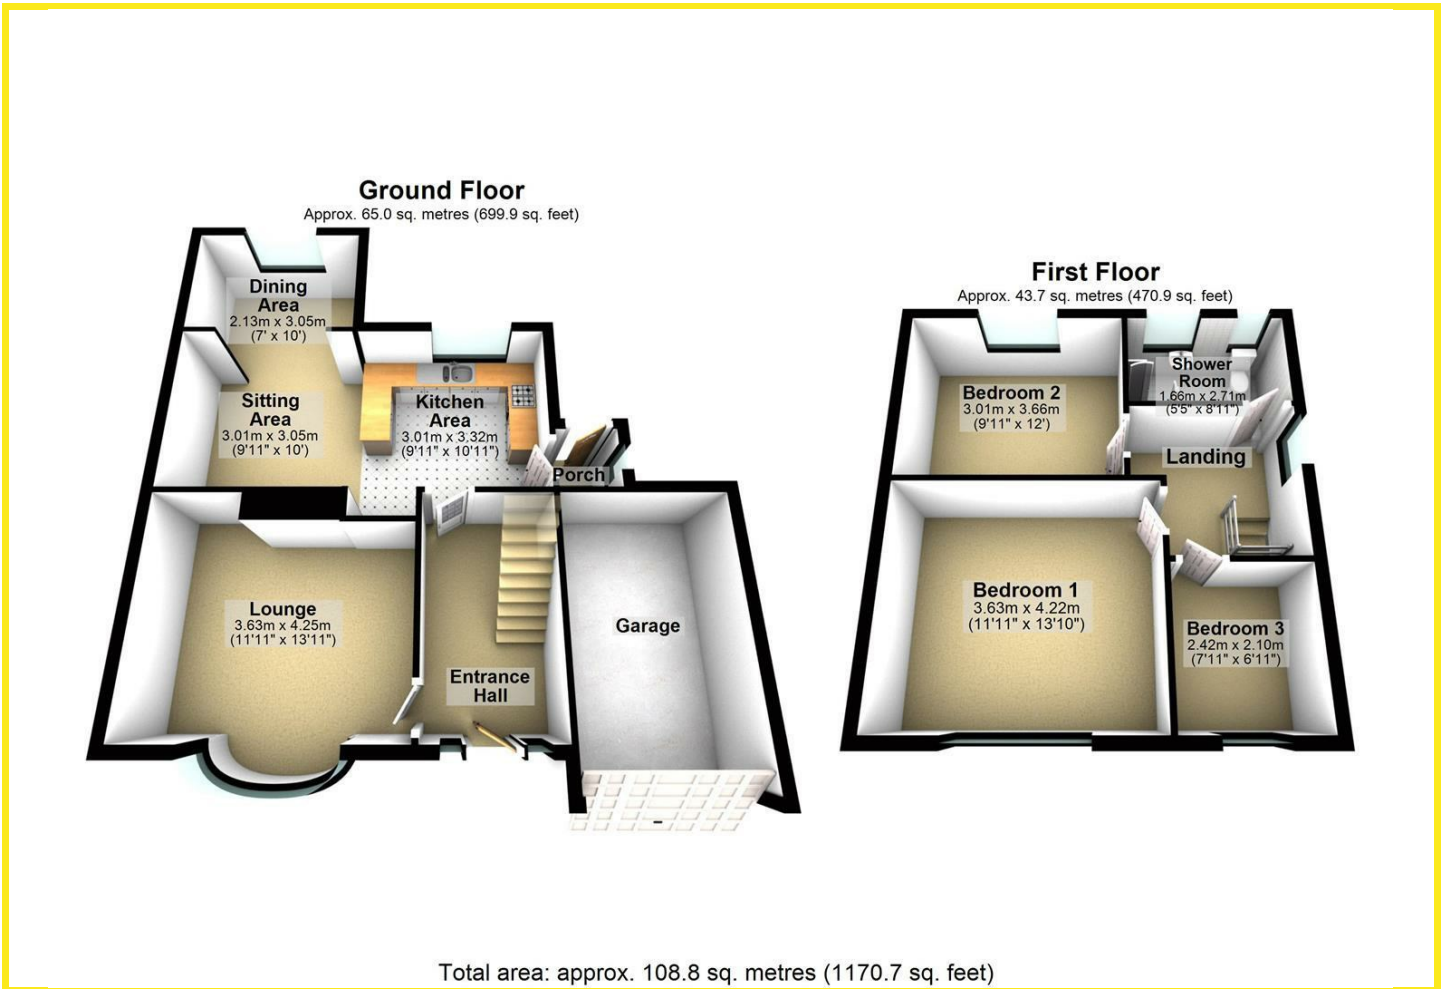 Ground Floor
Approx. 65.0 sq. metres (699.9 sq. feet)
Dining
Area
2.13m x 3.05m
(7' x 10')
Sitting
Area
3.01m x 3.05m
(9'11" x 10')
Kitchen
Area
3.01m x 3.32m
(9'11" x 10'11")
Porch
Lounge
3.63m x 4.25m
(11'11" x 13'11")
Entrance
Hall
Garage
First Floor
Approx. 43.7 sq. metres (470.9 sq. feet)
Bedroom 2
3.01m x 3.66m
(9'11" x 12')
Shower
Room
1.66m x 2.71m
(5'5" x 8'11")
Landing
Bedroom 1
3.63m x 4.22m
(11'11" x 13'10")
Bedroom 3
2.42m x 2.10m
(7'11" x 6'11")
Total area: approx. 108.8 sq. metres (1170.7 sq. feet)